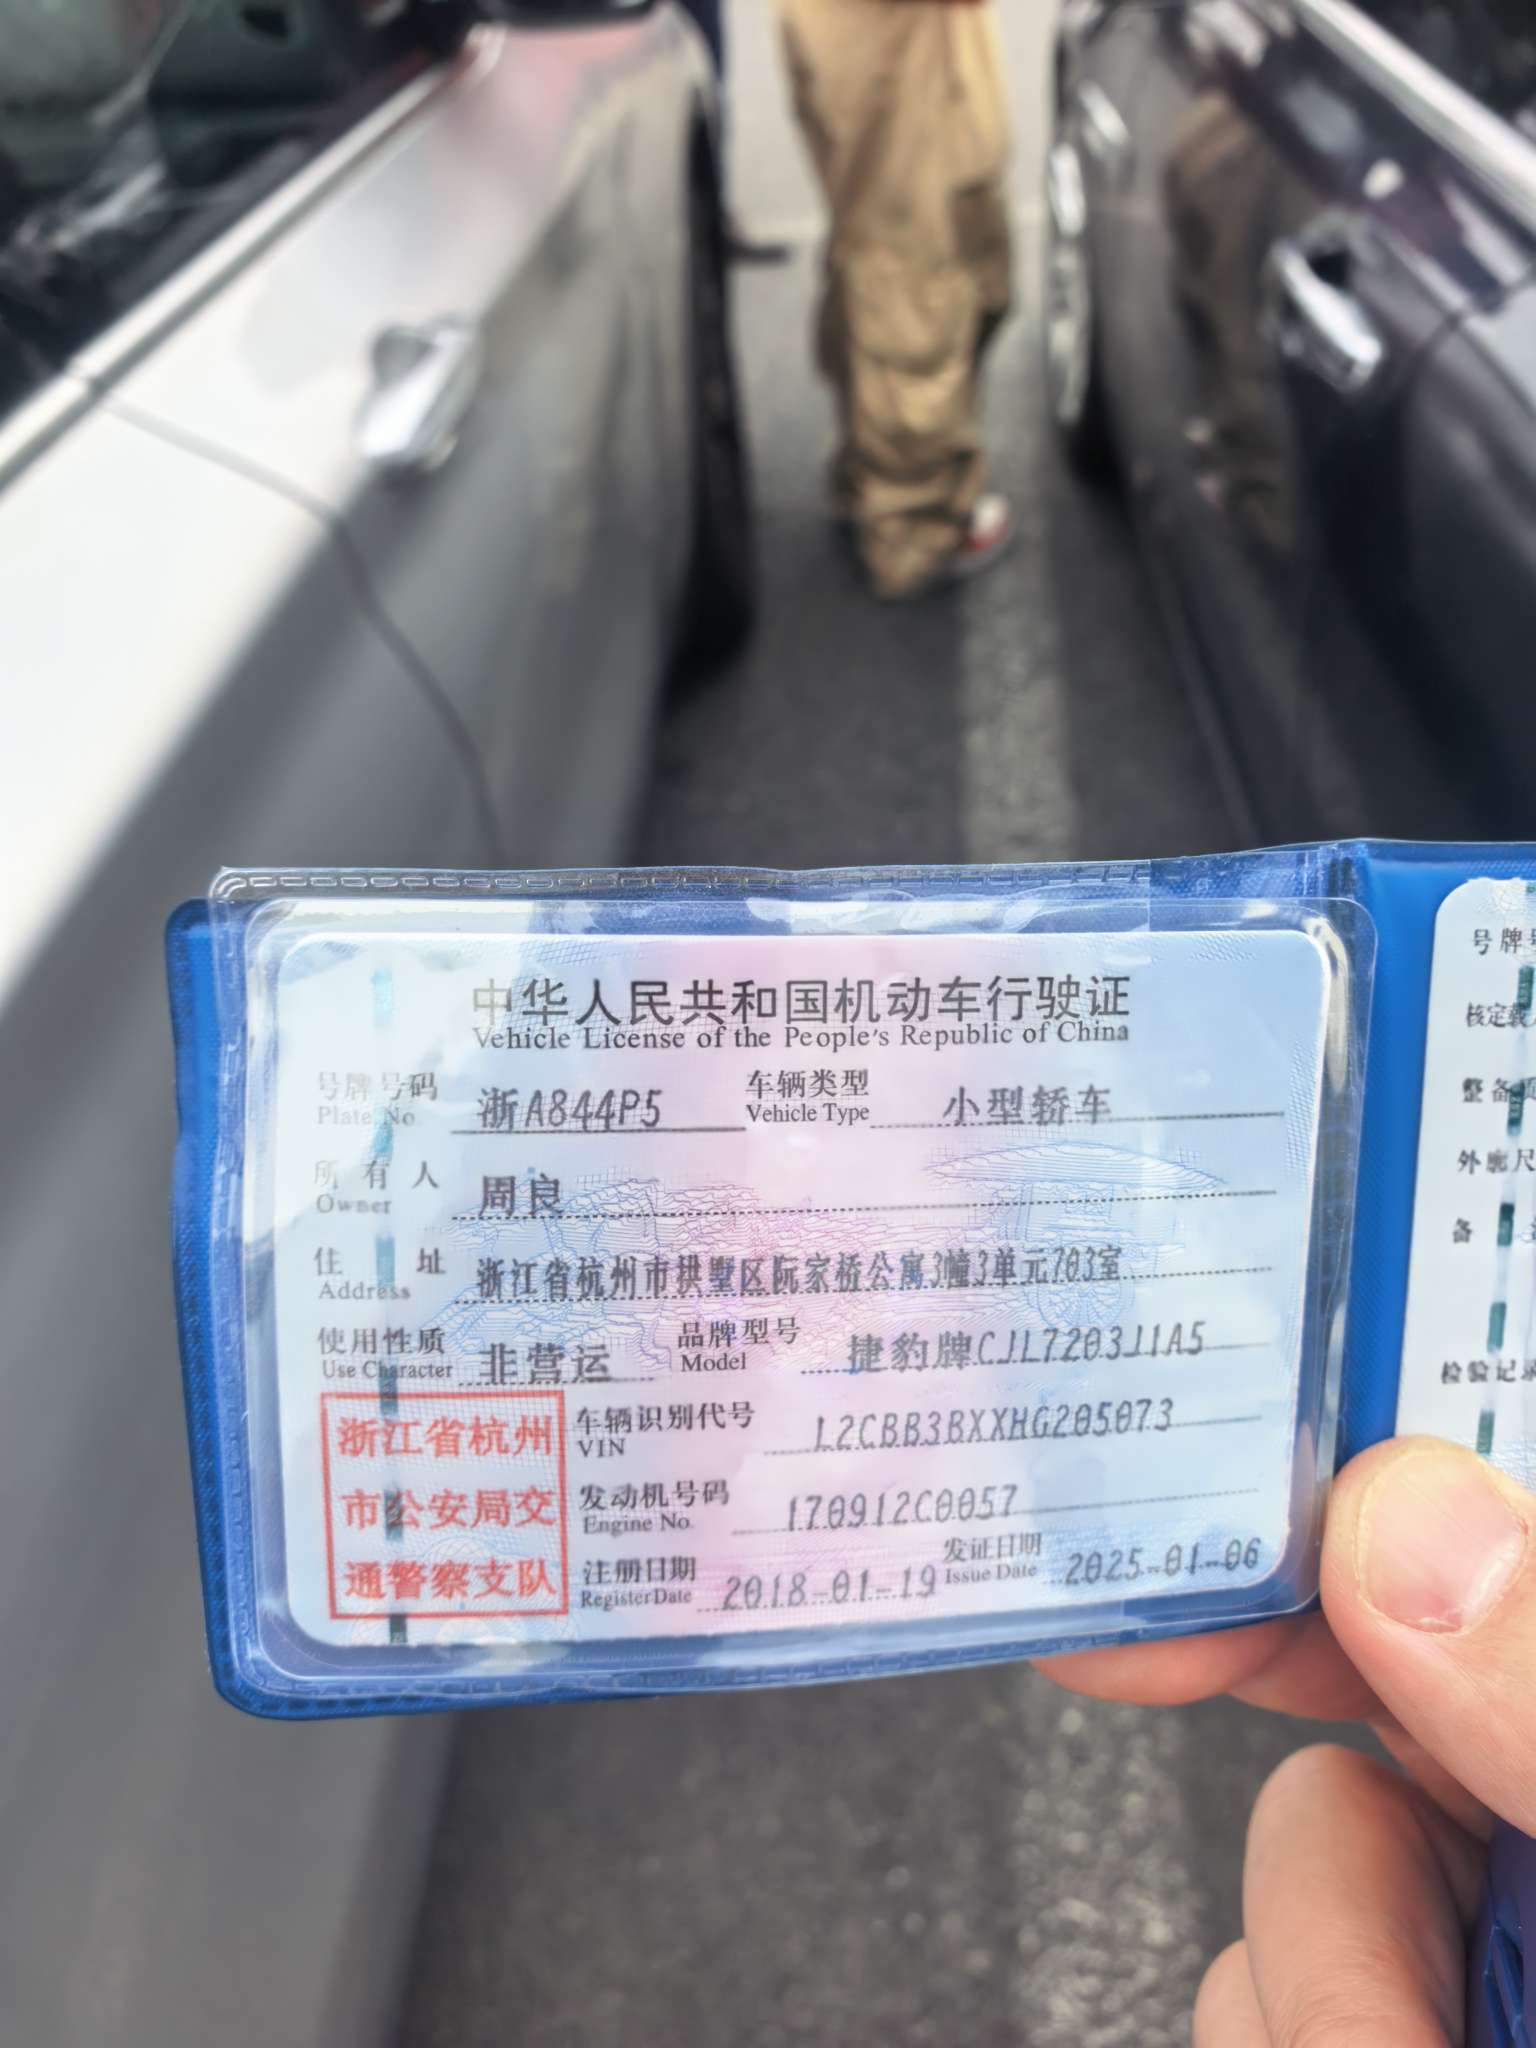 中华人民共和国机动车行驶证
Vehicle License of the People's Republic of China
号牌号码 浙A844P5 车辆类型 小型轿车
Plate No. Vehicle Type
所有人 周良
Owner
住址 浙江省杭州市拱墅区阮家桥公寓3幢3单元703室
Address
使用性质 非营运 品牌型号 捷豹牌CJL7203J1A5
Use Character Model
浙江省杭州
市公安局交
通警察支队
车辆识别代号 L2CBB3BXXHG205073
VIN
发动机号码 170912C0057
Engine No.
注册日期 2018-01-19 发证日期 2025-01-06
Register Date Issue Date
号牌
核定载
整备
外廓尺
备
检验记录